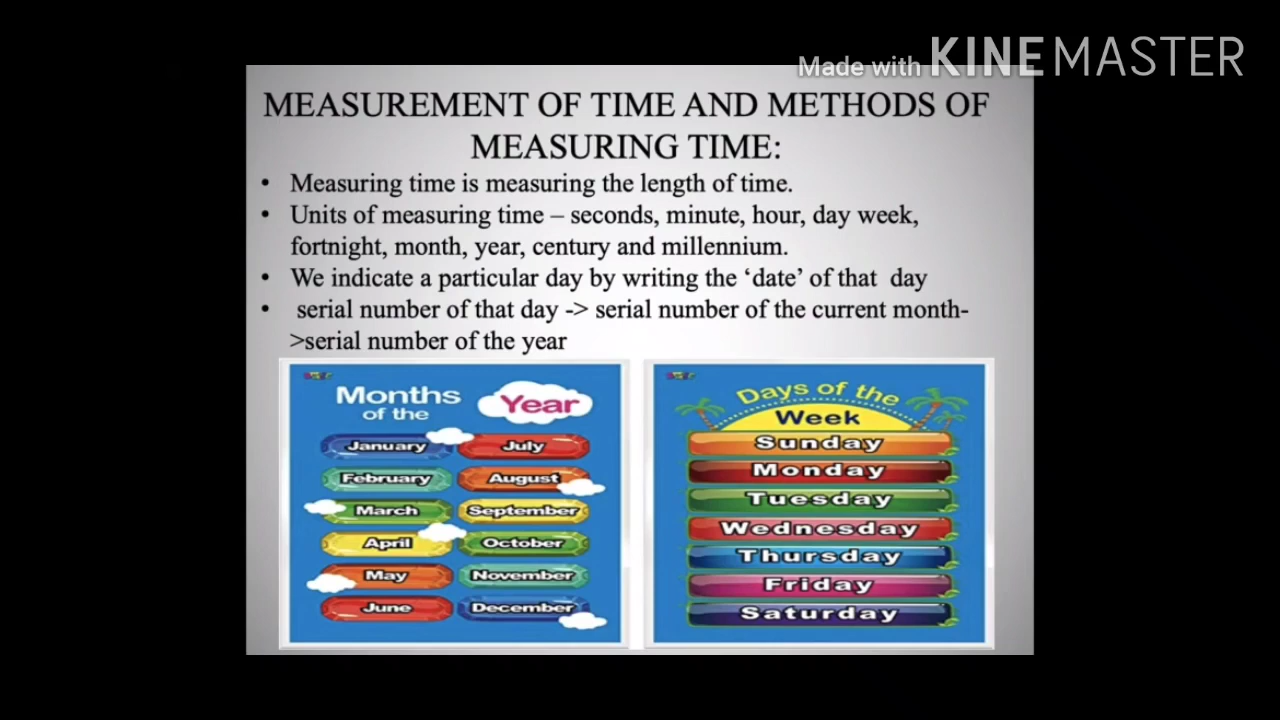 Made with KINEMASTER
MEASUREMENT OF TIME AND METHODS OF
MEASURING TIME:
• Measuring time is measuring the length of time.
• Units of measuring time – seconds, minute, hour, day week,
fortnight, month, year, century and millennium.
• We indicate a particular day by writing the ‘date’ of that  day
•  serial number of that day -> serial number of the current month-
>serial number of the year
Months
of the
Year
January
February
March
April
May
June
July
August
September
October
November
December
Days of the
Week
Sunday
Monday
Tuesday
Wednesday
Thursday
Friday
Saturday